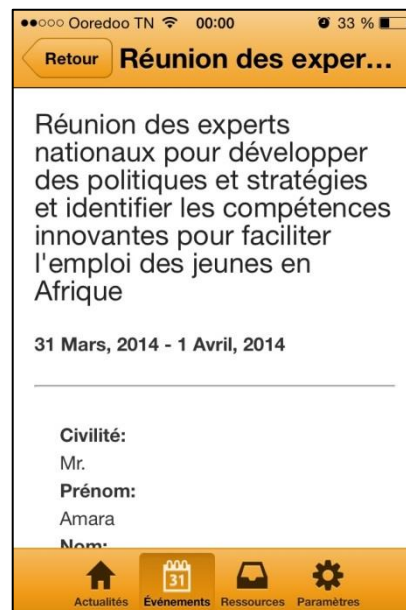 Ooredoo TN 00:00 33 %
Retour Réunion des exper...
Réunion des experts
nationaux pour développer
des politiques et stratégies
et identifier les compétences
innovantes pour faciliter
l'emploi des jeunes en
Afrique
31 Mars, 2014 - 1 Avril, 2014
Civilité:
Mr.
Prénom:
Amara
Nom:
31
Actualités Événements Ressources Paramètres